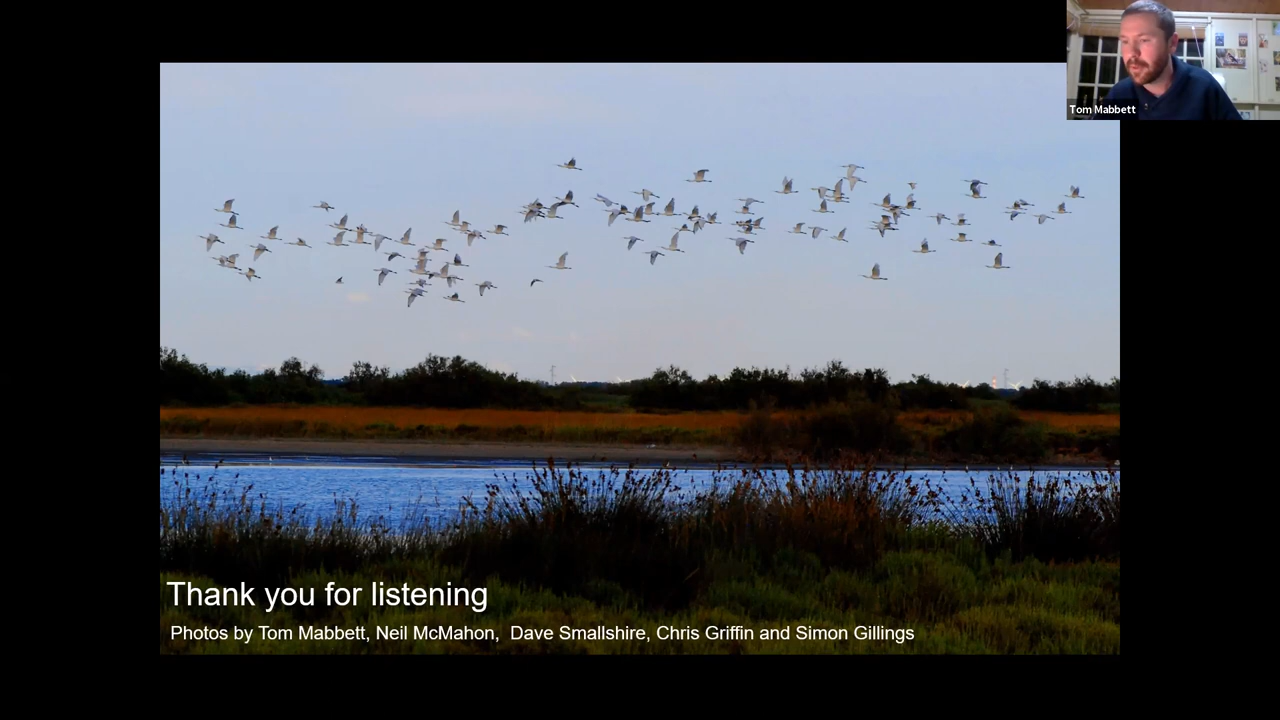 Tom Mabbett
Thank you for listening
Photos by Tom Mabbett, Neil McMahon, Dave Smallshire, Chris Griffin and Simon Gillings